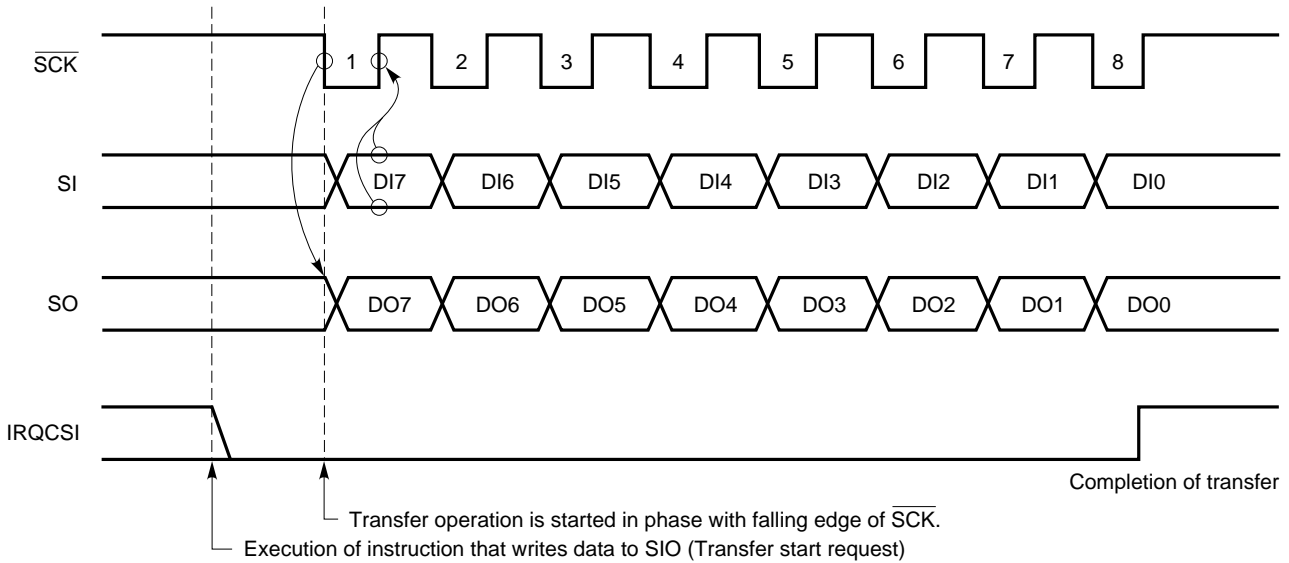 SCK 1 2 3 4 5 6 7 8
SI DI7 DI6 DI5 DI4 DI3 DI2 DI1 DI0
SO DO7 DO6 DO5 DO4 DO3 DO2 DO1 DO0
IRQCSI
Completion of transfer
Transfer operation is started in phase with falling edge of SCK.
Execution of instruction that writes data to SIO (Transfer start request)